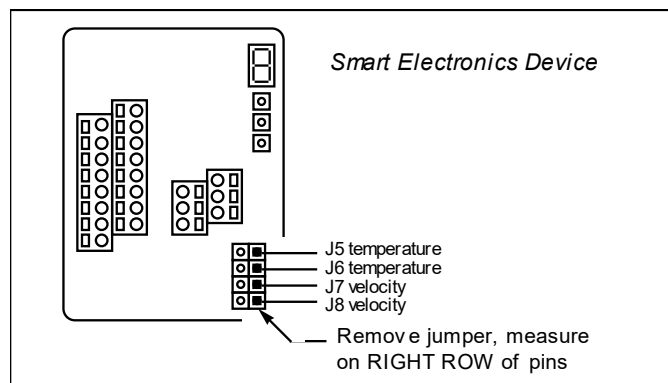 Smart Electronics Device
J5 temperature
J6 temperature
J7 velocity
J8 velocity
Remove jumper, measure
on RIGHT ROW of pins